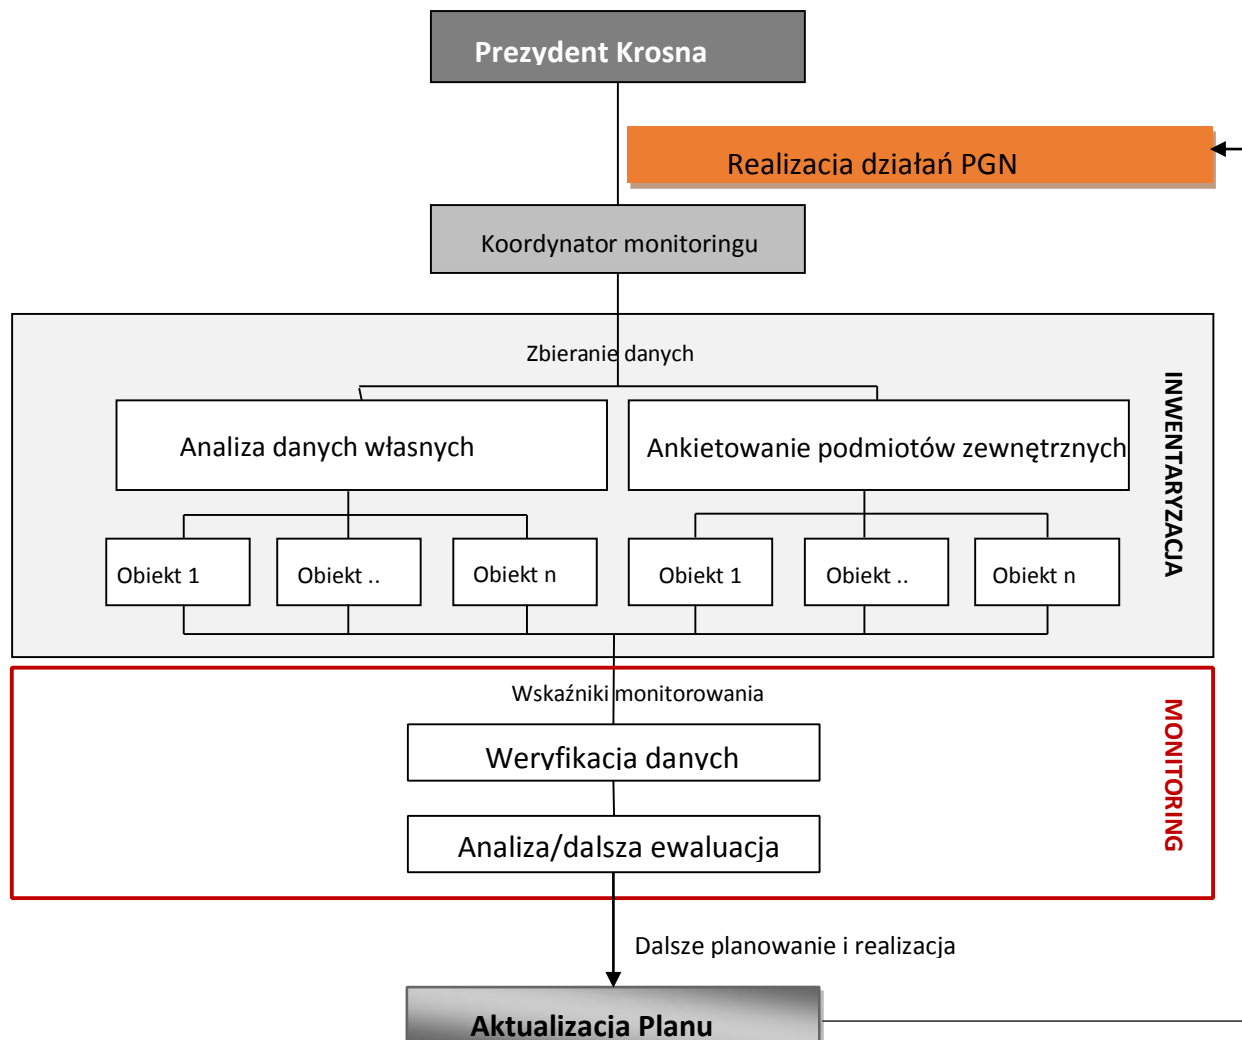 Prezydent Krosna
Realizacja działań PGN
Koordynator monitoringu
Zbieranie danych
INWENTARYZACJA
Analiza danych własnych
Ankietowanie podmiotów zewnętrznych
Obiekt 1
Obiekt ..
Obiekt n
Obiekt 1
Obiekt ..
Obiekt n
Wskaźniki monitorowania
MONITORING
Weryfikacja danych
Analiza/dalsza ewaluacja
Dalsze planowanie i realizacja
Aktualizacja Planu